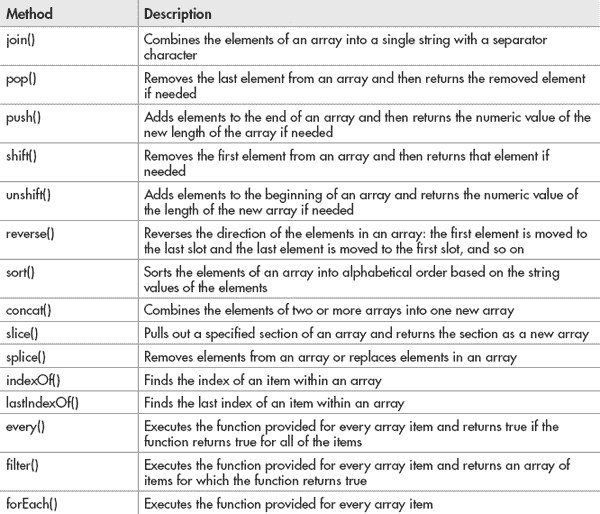 Method Description
join() Combines the elements of an array into a single string with a separator
character
pop() Removes the last element from an array and then returns the removed element
if needed
push() Adds elements to the end of an array and then returns the numeric value of the
new length of the array if needed
shift() Removes the first element from an array and then returns that element if
needed
unshift() Adds elements to the beginning of an array and returns the numeric value of
the length of the new array if needed
reverse() Reverses the direction of the elements in an array: the first element is moved to
the last slot and the last element is moved to the first slot, and so on
sort() Sorts the elements of an array into alphabetical order based on the string
values of the elements
concat() Combines the elements of two or more arrays into one new array
slice() Pulls out a specified section of an array and returns the section as a new array
splice() Removes elements from an array or replaces elements in an array
indexOf() Finds the index of an item within an array
lastIndexOf() Finds the last index of an item within an array
every() Executes the function provided for every array item and returns true if the
function returns true for all of the items
filter() Executes the function provided for every array item and returns an array of
items for which the function returns true
forEach() Executes the function provided for every array item